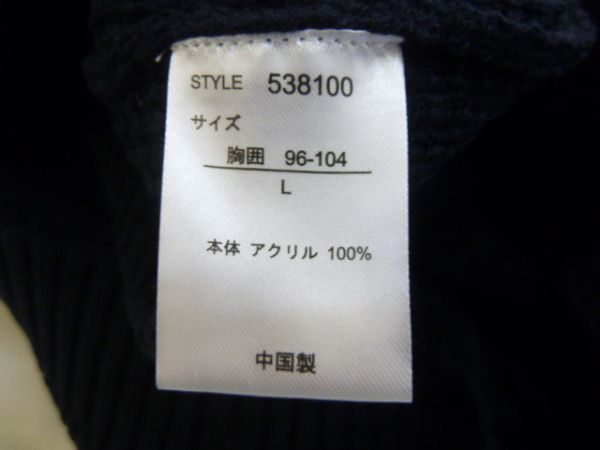 STYLE 538100
サイズ
胸囲 96-104
L
本体 アクリル 100%
中国製